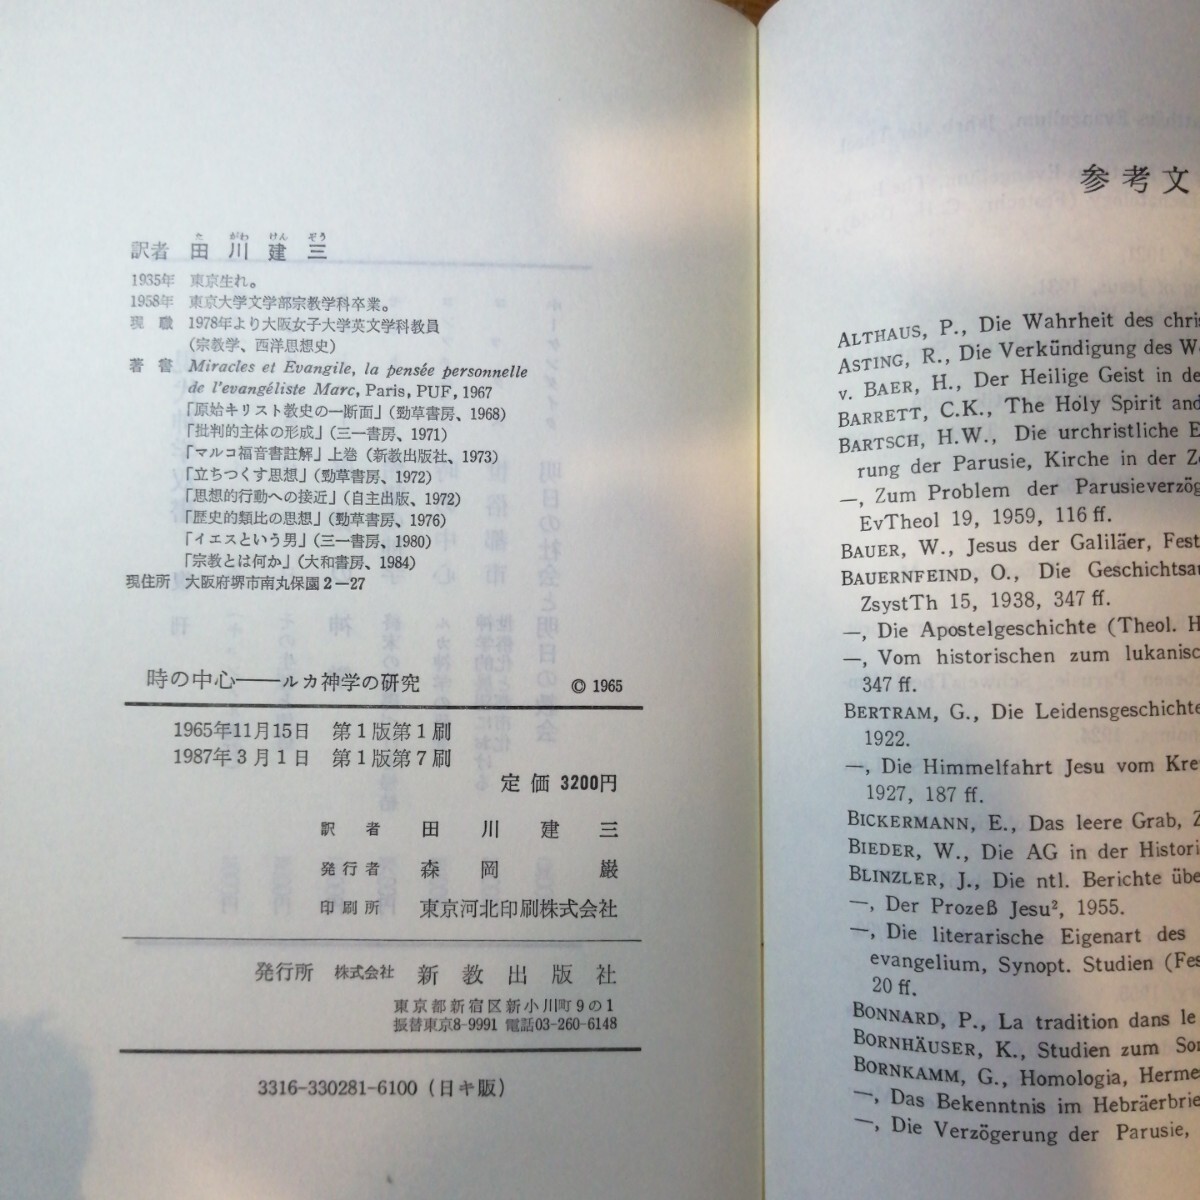 訳者 田川建三
たがわけんぞう
1935年 東京生れ。
1958年 東京大学文学部宗教学科卒業。
現職 1978年より大阪女子大学英文学科教員
(宗教学、西洋思想史)
著書 Miracles et Evangile, la pensée personnelle
de l'evangéliste Marc, Paris, PUF, 1967
「原始キリスト教史の一断面」(勁草書房、1968)
「批判的主体の形成」(三一書房、1971)
「マルコ福音書註解」上巻(新教出版社、1973)
「立ちつくす思想」(勁草書房、1972)
「思想的行動への接近」(自主出版、1972)
「歴史的類比の思想」(勁草書房、1976)
「イエスという男」(三一書房、1980)
「宗教とは何か」(大和書房、1984)
現住所 大阪府堺市南丸保園2−27
時の中心——ルカ神学の研究 © 1965
1965年11月15日 第1版第1刷
1987年3月1日 第1版第7刷
定価 3200円
訳者 田川建三
発行者 森岡巌
印刷所 東京河北印刷株式会社
発行所 株式会社 新教出版社
東京都新宿区新小川町9の1
振替東京8-9991 電話03-260-6148
3316-330281-6100(日キ販)
参考文
ALTHAUS, P., Die Wahrheit des chris
ASTING, R., Die Verkündigung des W
v. BAER, H., Der Heilige Geist in de
BARRETT, C.K., The Holy Spirit and
BARTSCH, H.W., Die urchristliche E
rung der Parusie, Kirche in der Z
—, Zum Problem der Parusieverzög
EvTheol 19, 1959, 116 ff.
BAUER, W., Jesus der Galiläer, Fest
BAUERNFEIND, O., Die Geschichtsau
ZsystTh 15, 1938, 347 ff.
—, Die Apostelgeschichte (Theol. H
—, Vom historischen zum lukanisc
347 ff.
BERTRAM, G., Die Leidensgeschichte
1922.
—, Die Himmelfahrt Jesu vom Kre
1927, 187 ff.
BICKERMANN, E., Das leere Grab, Z
BIEDER, W., Die AG in der Histori
BLINZLER, J., Die ntl. Berichte übe
—, Der Prozeß Jesu², 1955.
—, Die literarische Eigenart des
evangelium, Synopt. Studien (Fes
20 ff.
BONNARD, P., La tradition dans le
BORNHÄUSER, K., Studien zum Son
BORNKAMM, G., Homologia, Herme
—, Das Bekenntnis im Hebräerbrie
—, Die Verzögerung der Parusie,